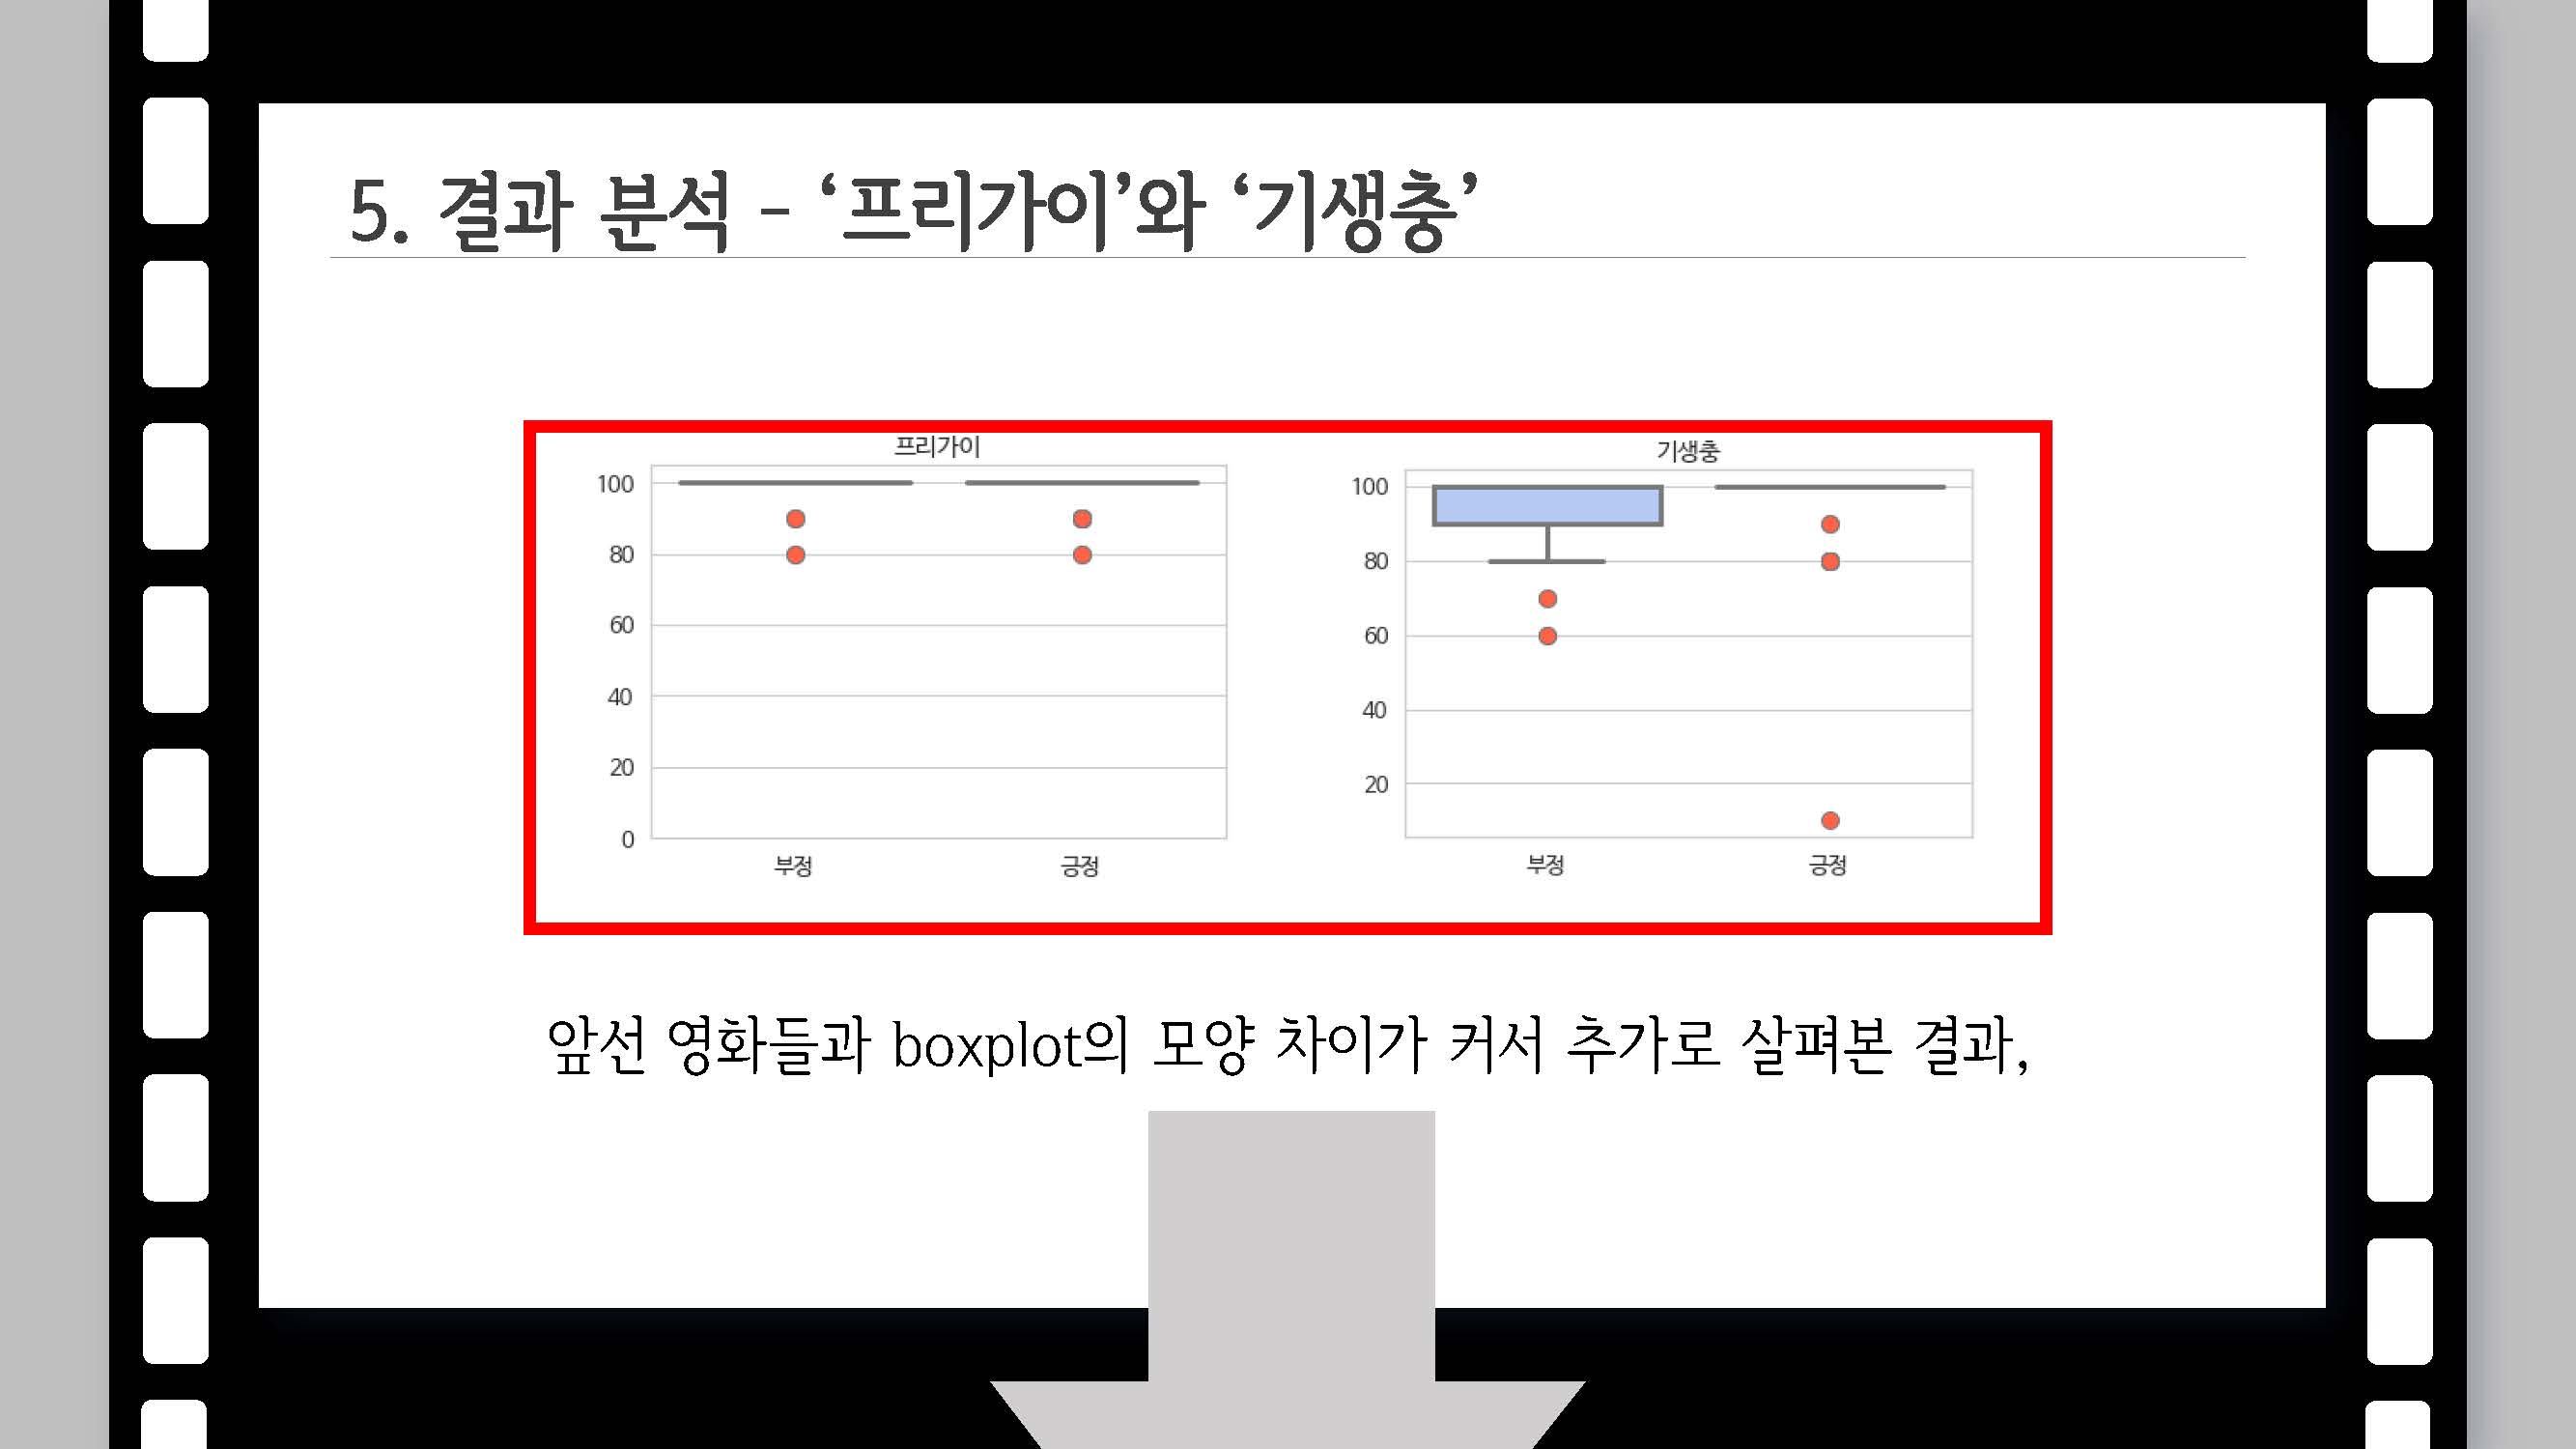 5. 결과 분석 – ‘프리가이’와 ‘기생충’
프리가이
100
80
60
40
20
0
부정 긍정
기생충
100
80
60
40
20
부정 긍정
앞선 영화들과 boxplot의 모양 차이가 커서 추가로 살펴본 결과,